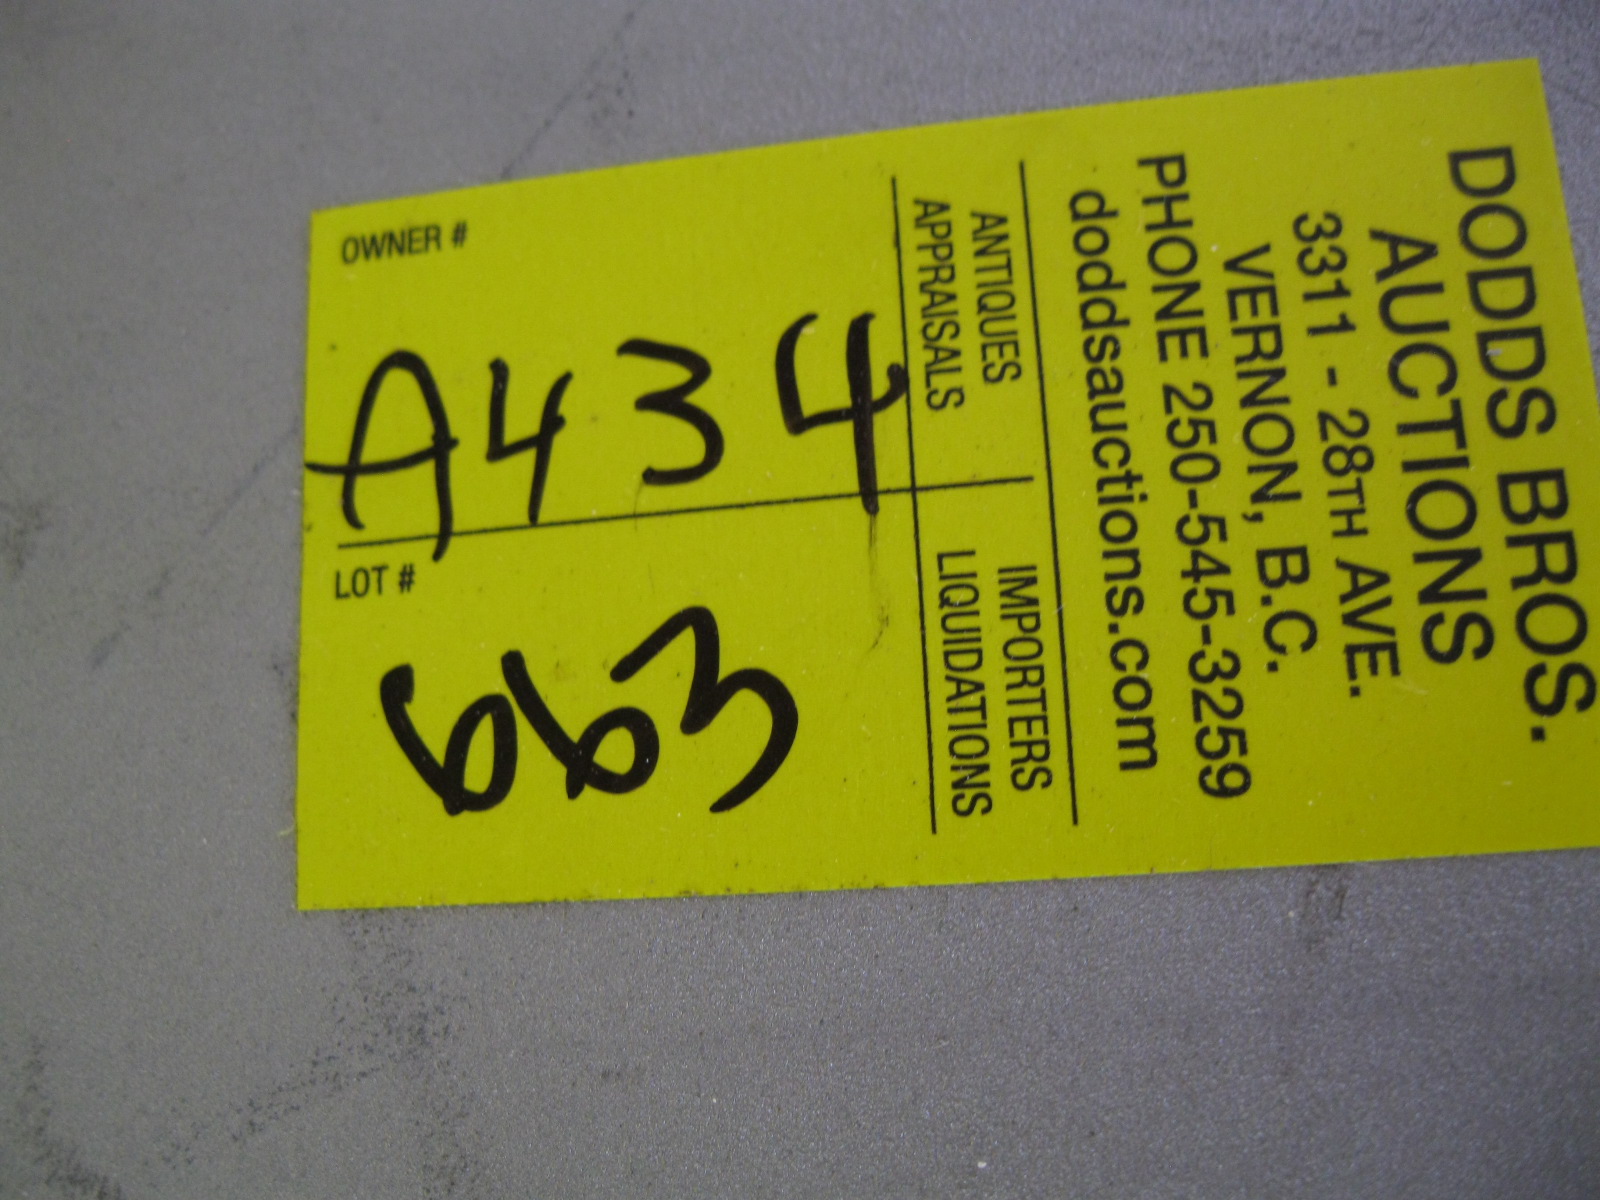 DODDS BROS.
AUCTIONS
3311 - 28TH AVE.
VERNON, B.C.
PHONE 250-545-3259
doddsauctions.com
ANTIQUES
APPRAISALS
IMPORTERS
LIQUIDATIONS
OWNER #
A434
LOT #
663